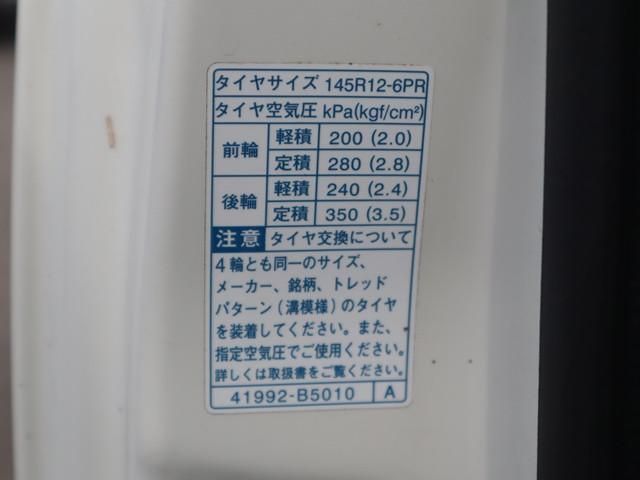 タイヤサイズ 145R12-6PR
タイヤ空気圧 kPa(kgf/cm²)
前輪 軽積 200 (2.0)
定積 280 (2.8)
後輪 軽積 240 (2.4)
定積 350 (3.5)
注意 タイヤ交換について
4輪とも同一のサイズ、
メーカー、銘柄、トレッド
パターン(溝模様)のタイヤ
を装着してください。また、
指定空気圧でご使用ください。
詳しくは取扱書をご覧ください。
41992-B5010 A